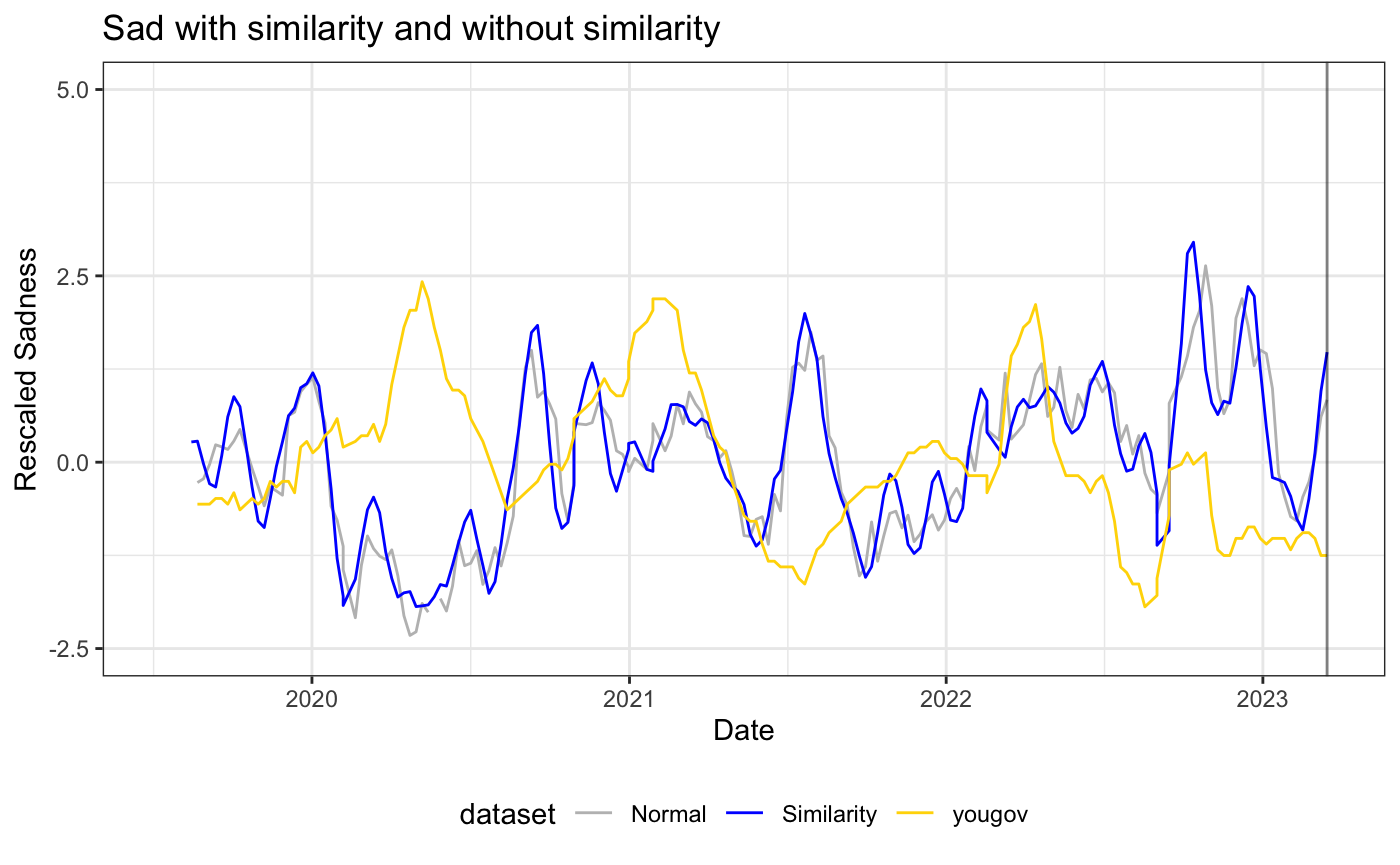 Sad with similarity and without similarity
5.0
2.5
0.0
-2.5
Rescaled Sadness
2020 2021 2022 2023
Date
dataset Normal Similarity yougov